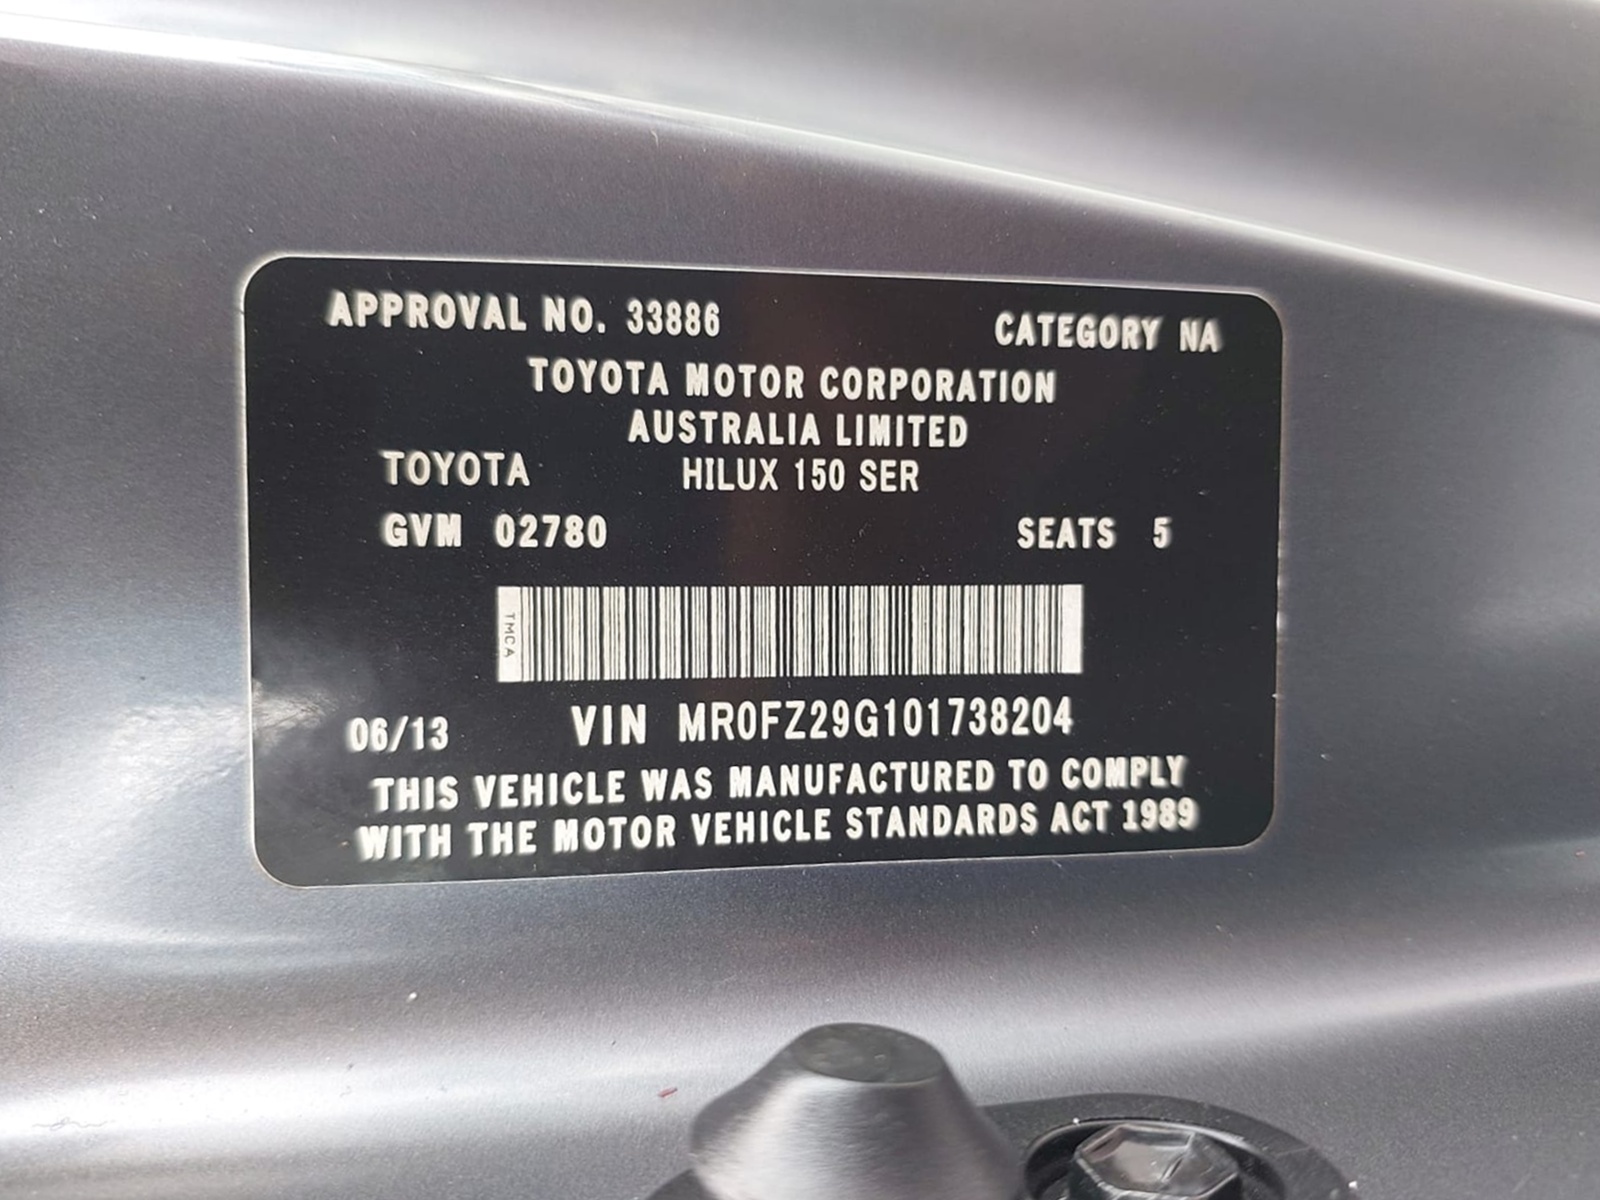 APPROVAL NO. 33886 CATEGORY NA
TOYOTA MOTOR CORPORATION
AUSTRALIA LIMITED
TOYOTA HILUX 150 SER
GVM 02780 SEATS 5
TMCA
06/13 VIN MR0FZ29G101738204
THIS VEHICLE WAS MANUFACTURED TO COMPLY
WITH THE MOTOR VEHICLE STANDARDS ACT 1989